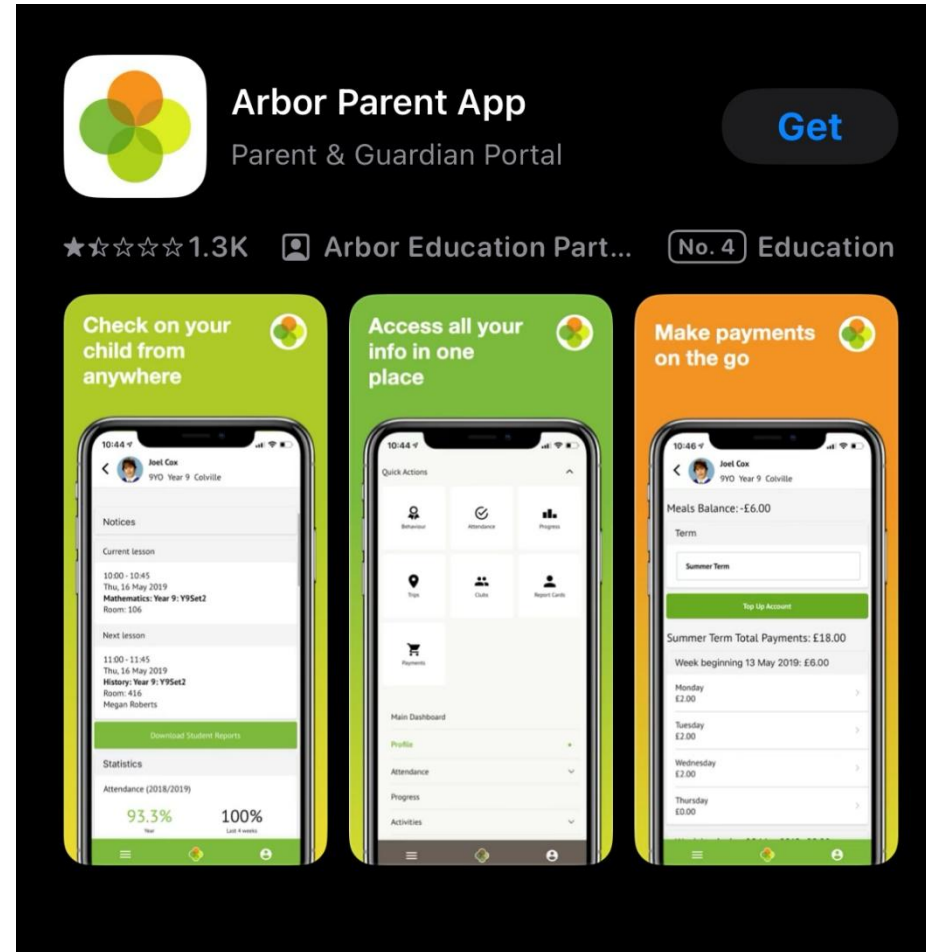 Arbor Parent App
Parent & Guardian Portal
Get
1.3K
Arbor Education Part...
No. 4
Education
Check on your
child from
anywhere
10:44
Joel Cox
9YO Year 9 Colville
Notices
Current lesson
10:00 - 10:45
Thu, 16 May 2019
Mathematics: Year 9: Y9Set2
Room: 106
Next lesson
11:00 - 11:45
Thu, 16 May 2019
History: Year 9: Y9Set2
Room: 416
Megan Roberts
Download Student Reports
Statistics
Attendance (2018/2019)
93.3%
100%
Year
Last 4 weeks
Access all your
info in one
place
10:44
Quick Actions
Behaviour
Attendance
Progress
Trips
Clubs
Report Cards
Payments
Main Dashboard
Profile
Attendance
Progress
Activities
Make payments
on the go
10:46
Joel Cox
9YO Year 9 Colville
Meals Balance: -£6.00
Term
Summer Term
Top Up Account
Summer Term Total Payments: £18.00
Week beginning 13 May 2019: £6.00
Monday
£2.00
Tuesday
£2.00
Wednesday
£2.00
Thursday
£0.00